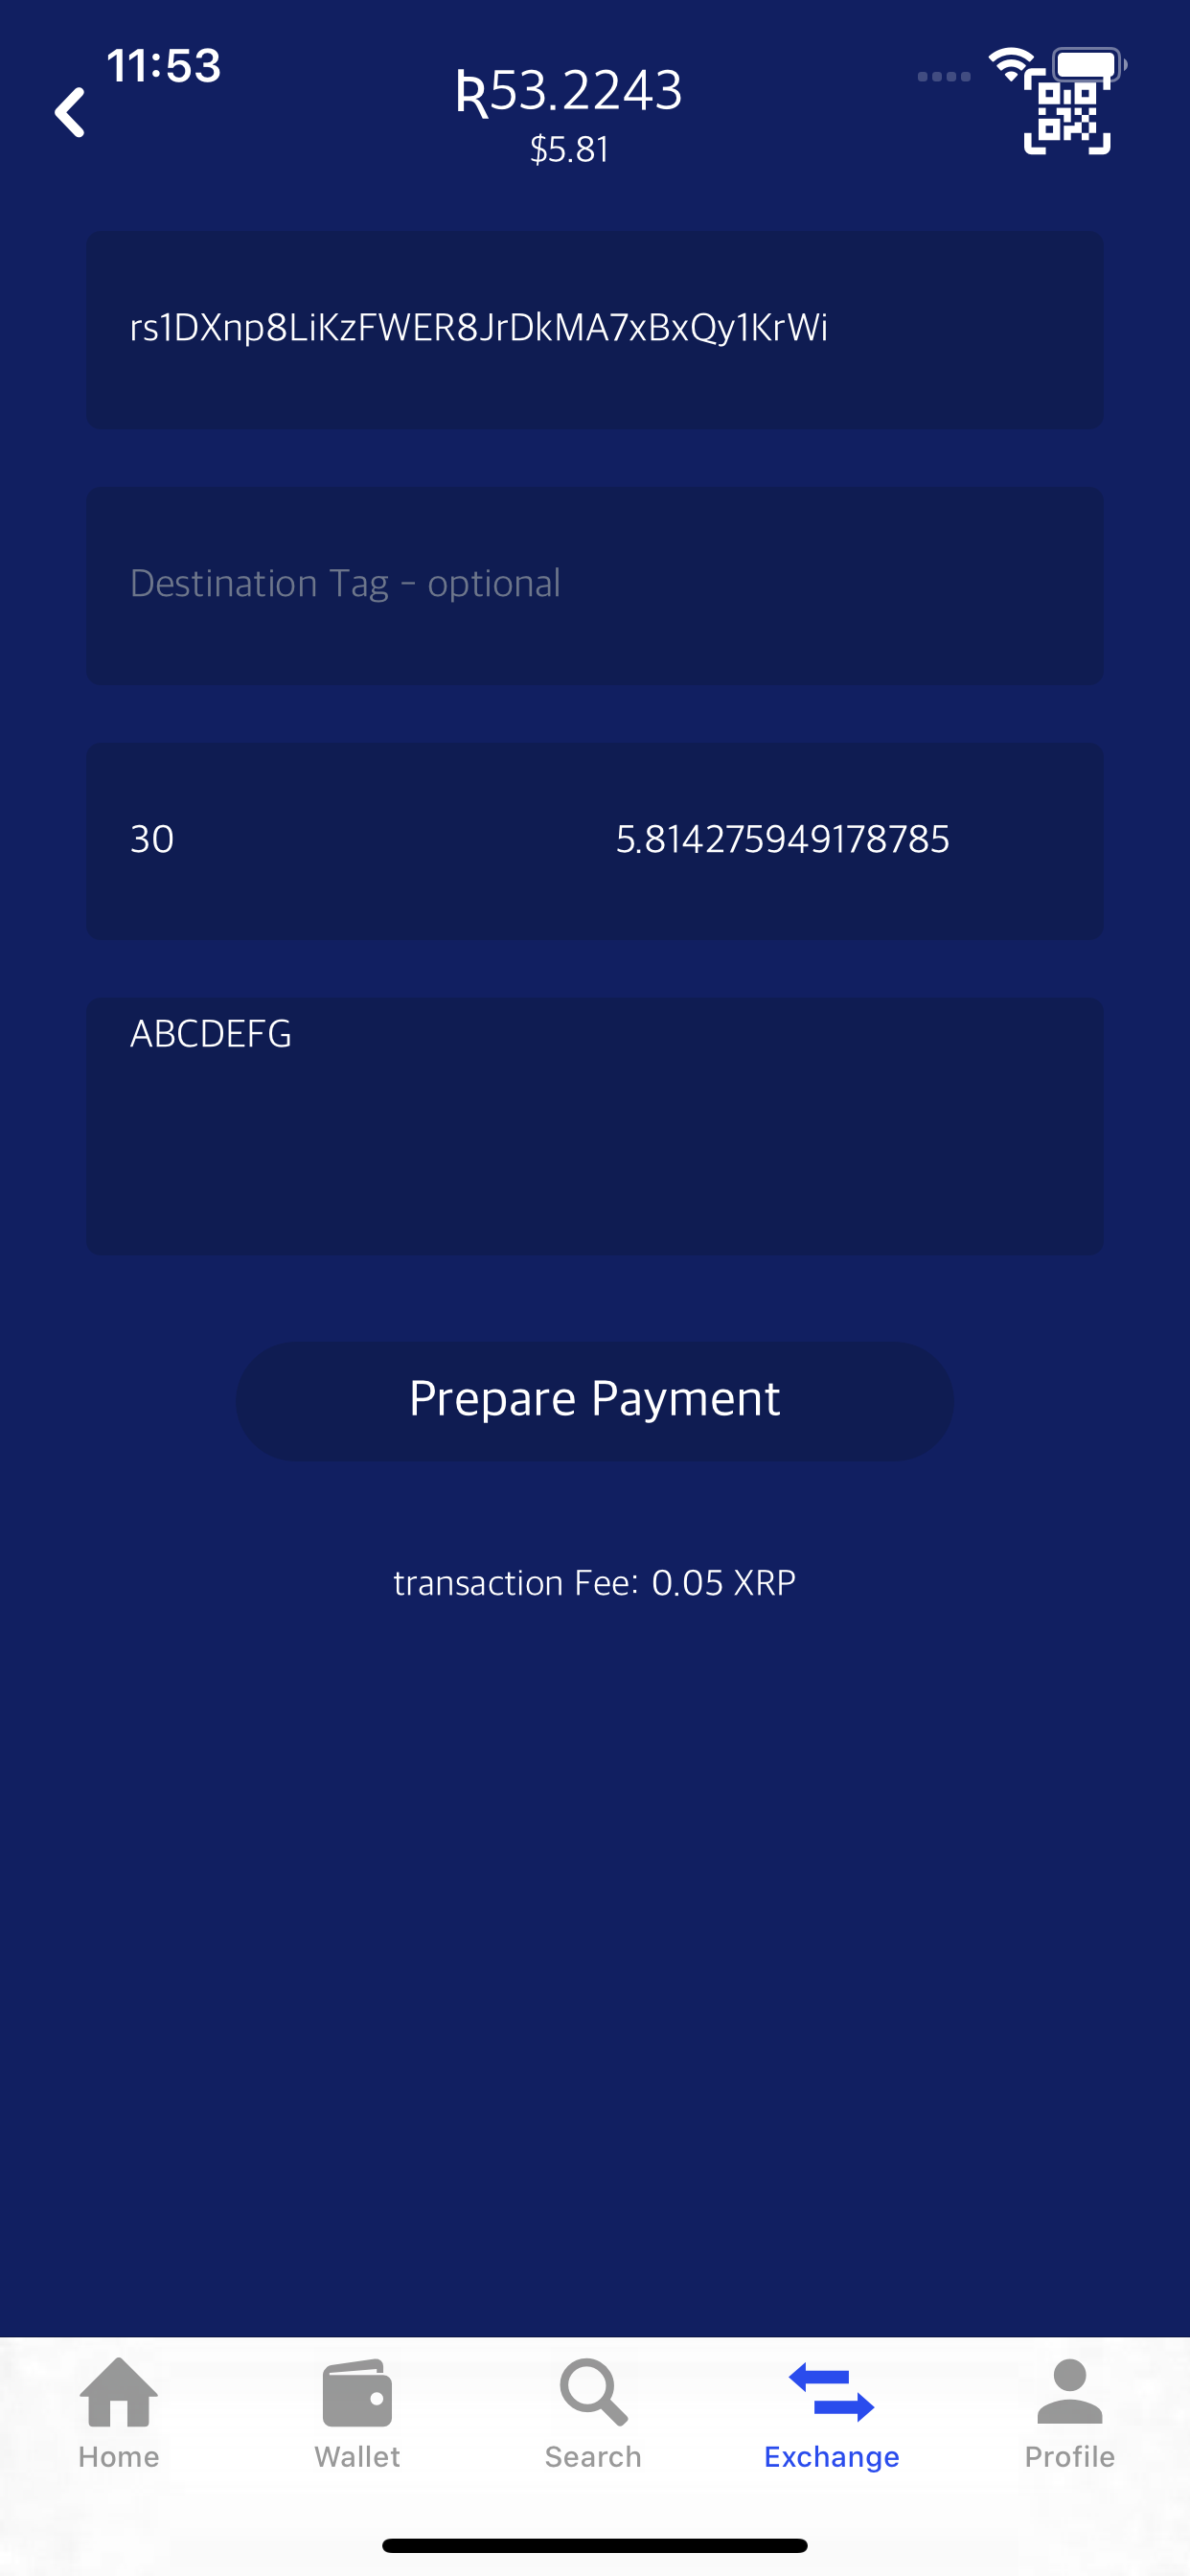 11:53
Ʀ53.2243
$5.81
rs1DXnp8LiKzFWER8JrDkMA7xBxQy1KrWi
Destination Tag - optional
30 5.814275949178785
ABCDEFG
Prepare Payment
transaction Fee: 0.05 XRP
Home Wallet Search Exchange Profile